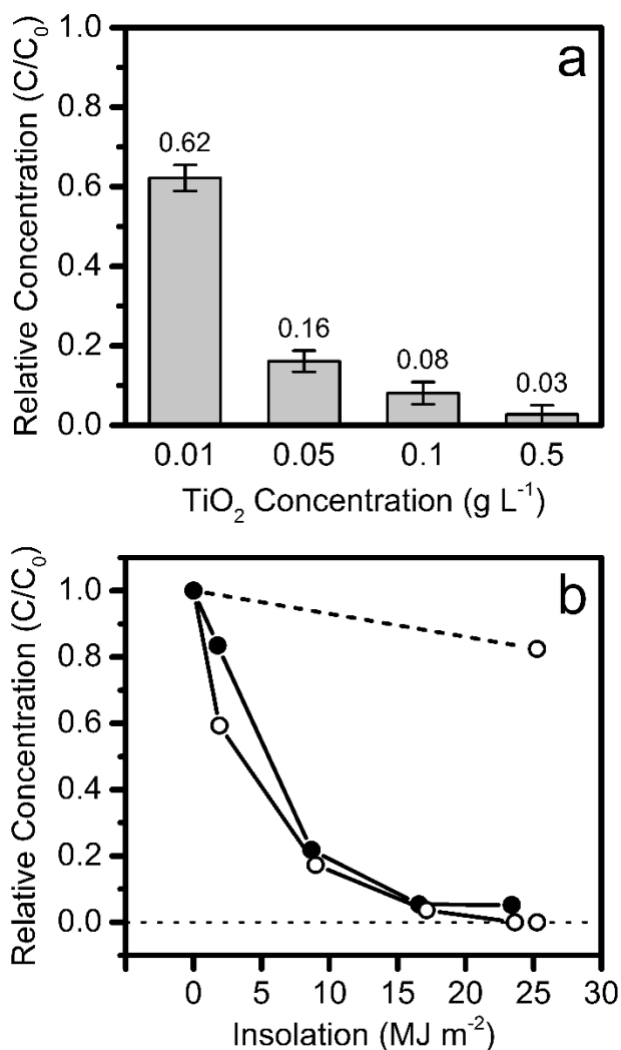 a
Relative Concentration (C/C₀)
1.0
0.8
0.6
0.4
0.2
0.0
0.62
0.16
0.08
0.03
0.01 0.05 0.1 0.5
TiO₂ Concentration (g L⁻¹)
b
Relative Concentration (C/C₀)
1.0
0.8
0.6
0.4
0.2
0.0
0 5 10 15 20 25 30
Insolation (MJ m⁻²)